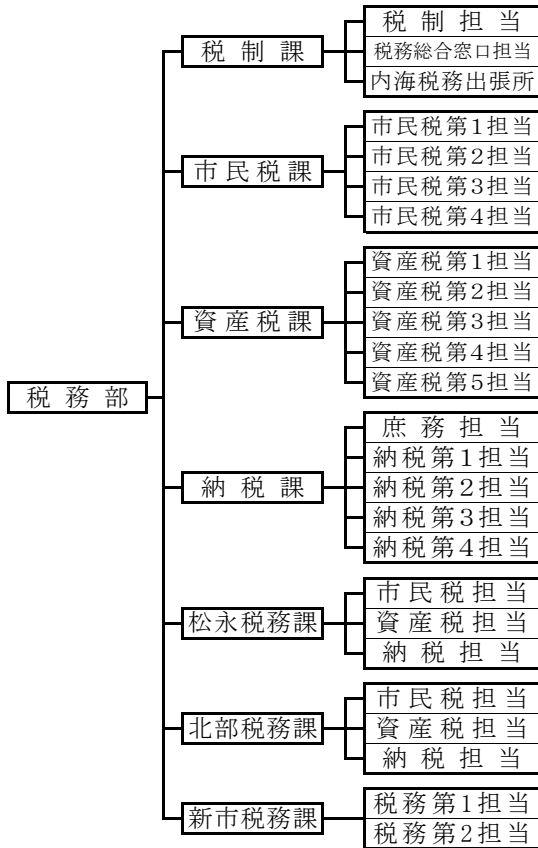 税務部
税制課
税制担当
税務総合窓口担当
内海税務出張所
市民税課
市民税第1担当
市民税第2担当
市民税第3担当
市民税第4担当
資産税課
資産税第1担当
資産税第2担当
資産税第3担当
資産税第4担当
資産税第5担当
納税課
庶務担当
納税第1担当
納税第2担当
納税第3担当
納税第4担当
松永税務課
市民税担当
資産税担当
納税担当
北部税務課
市民税担当
資産税担当
納税担当
新市税務課
税務第1担当
税務第2担当